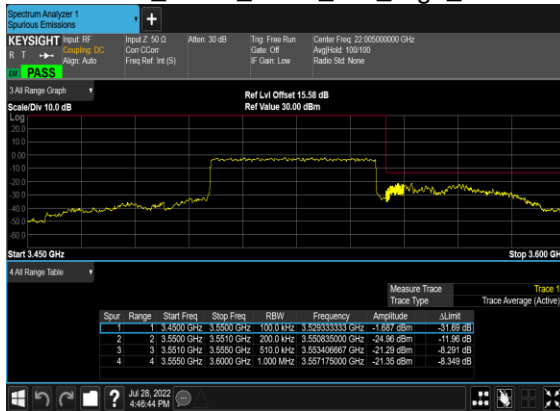 Spectrum Analyzer 1
Spurious Emissions
KEYSIGHT Input: RF Input Z: 50 Ω Atten: 30 dB Trig: Free Run Center Freq: 22.005000000 GHz
R T Coupling: DC Corr CCorr Gate: Off Avg|Hold: 100/100
Align: Auto Freq Ref: Int (S) IF Gain: Low Radio Std: None
PASS
3 All Range Graph
Ref Lvl Offset 15.58 dB
Scale/Div 10.0 dB Ref Value 30.00 dBm
Log
20.0
10.0
0.00
-10.0
-20.0
-30.0
-40.0
-50.0
-60.0
Start 3.450 GHz Stop 3.600 GH
4 All Range Table
Measure Trace Trace 1
Trace Type Trace Average (Active)
Spur Range Start Freq Stop Freq RBW Frequency Amplitude ΔLimit
1 1 3.4500 GHz 3.5500 GHz 100.0 kHz 3.529333333 GHz -1.687 dBm -31.69 dB
2 2 3.5500 GHz 3.5510 GHz 200.0 kHz 3.550835000 GHz -24.96 dBm -11.96 dB
3 3 3.5510 GHz 3.5550 GHz 510.0 kHz 3.553406667 GHz -21.29 dBm -8.291 dB
4 4 3.5550 GHz 3.6000 GHz 1.000 MHz 3.557175000 GHz -21.35 dBm -8.349 dB
Jul 28, 2022
4:46:44 PM